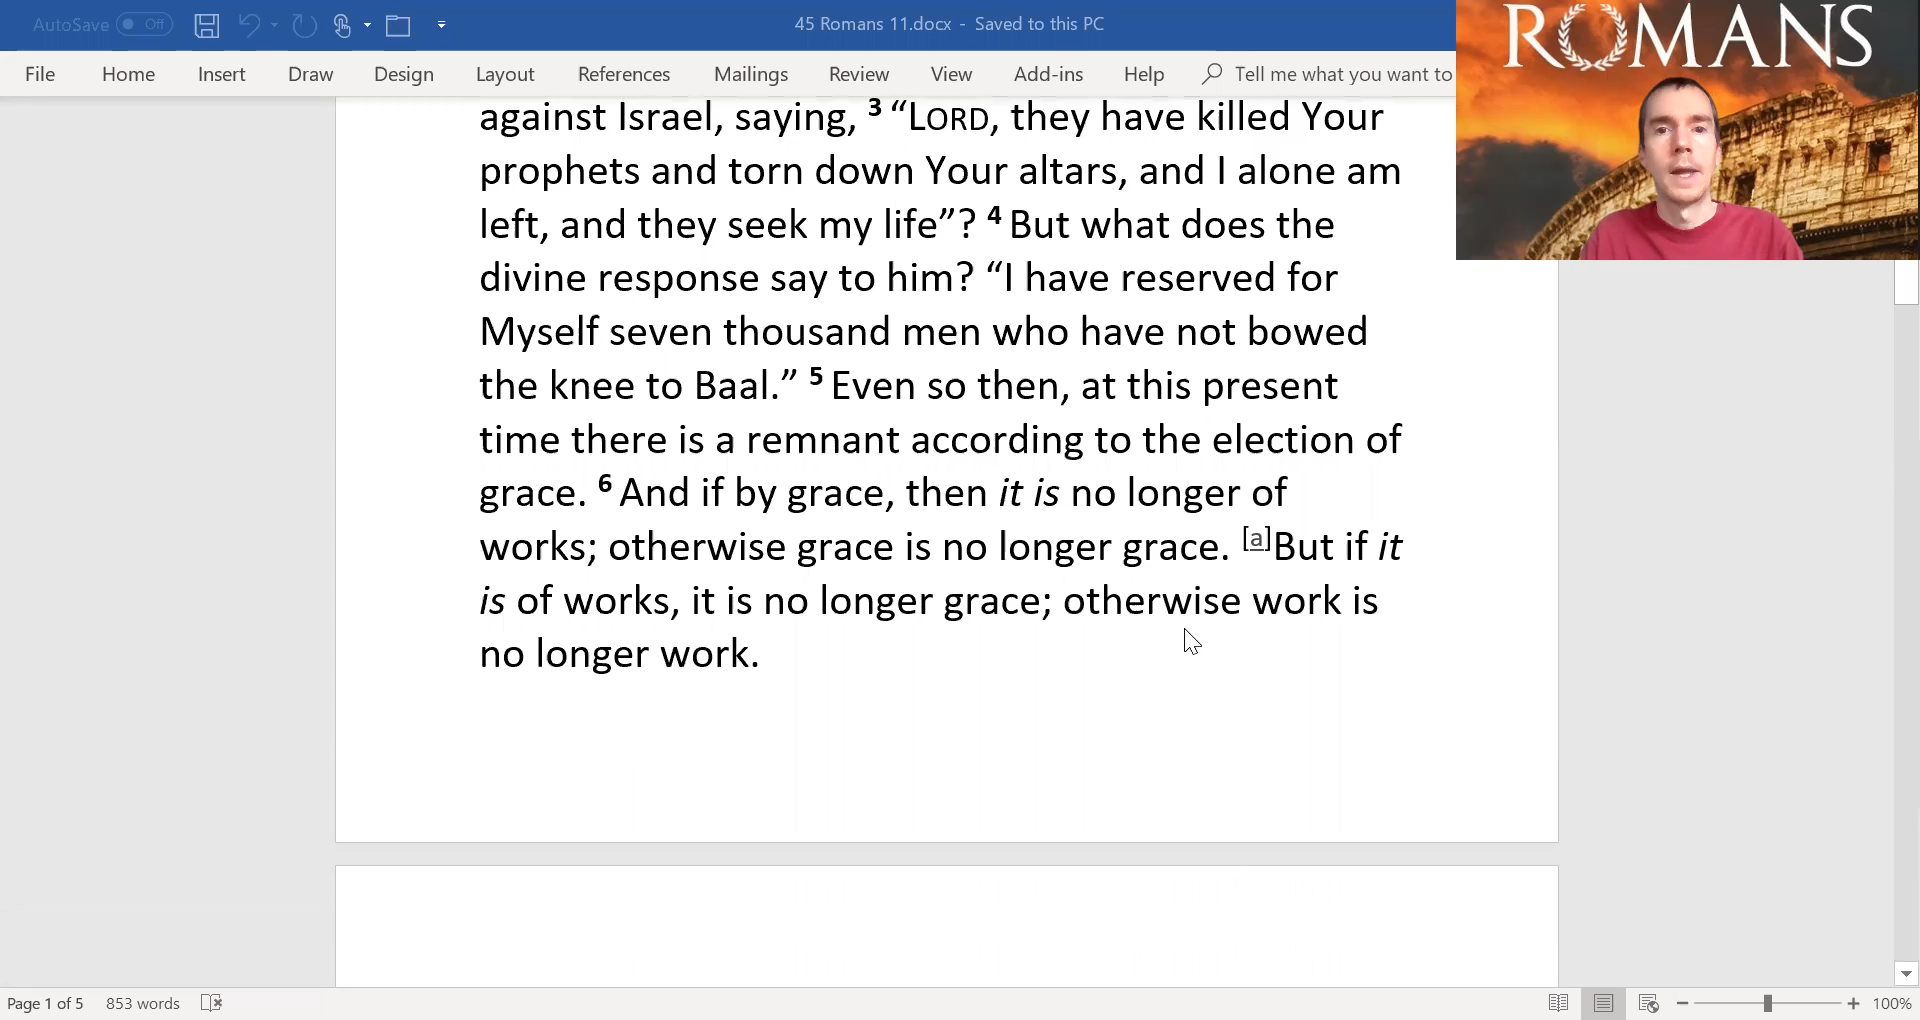 AutoSave Off
45 Romans 11.docx - Saved to this PC
ROMANS
File Home Insert Draw Design Layout References Mailings Review View Add-ins Help Tell me what you want to
against Israel, saying, 3 “LORD, they have killed Your
prophets and torn down Your altars, and I alone am
left, and they seek my life”? 4 But what does the
divine response say to him? “I have reserved for
Myself seven thousand men who have not bowed
the knee to Baal.” 5 Even so then, at this present
time there is a remnant according to the election of
grace. 6 And if by grace, then it is no longer of
works; otherwise grace is no longer grace. [a]But if it
is of works, it is no longer grace; otherwise work is
no longer work.
Page 1 of 5 853 words 100%